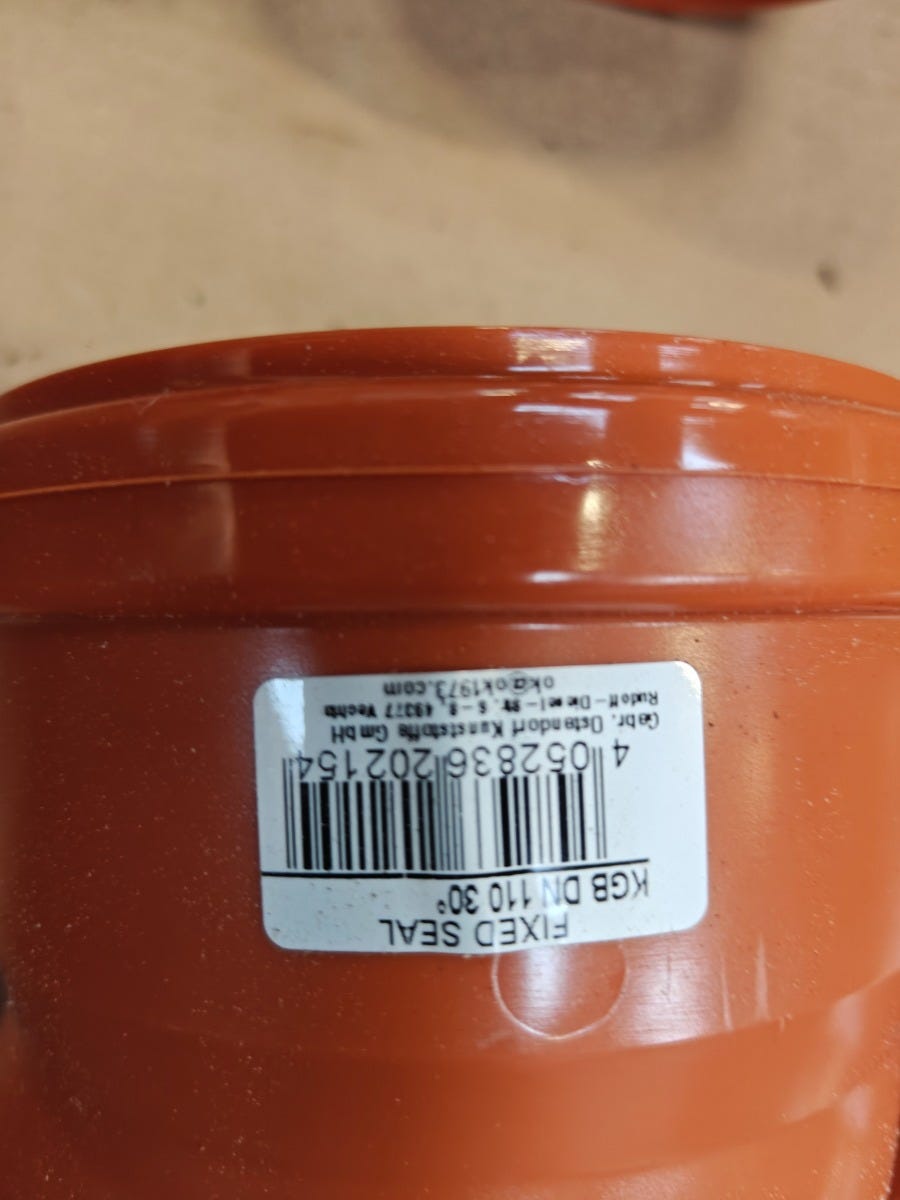 FIXED SEAL
KGB DN 110 30°
4 052836 202154
Gebr. Ostendorf Kunststoffe GmbH
Rudolf-Diesel-Str. 6-8, 49377 Vechta
ok@ok1973.com